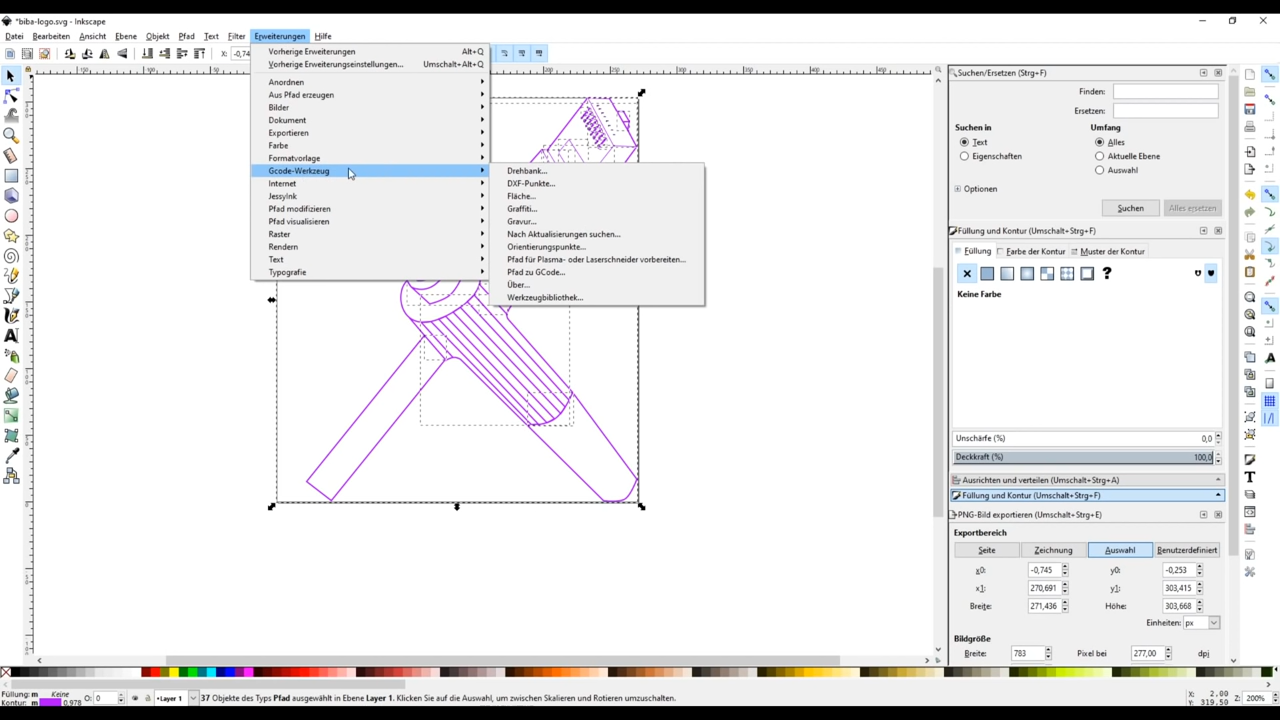 *biba-logo.svg - Inkscape
Datei Bearbeiten Ansicht Ebene Objekt Pfad Text Filter Erweiterungen Hilfe
X: -0,74
Vorherige Erweiterungen Alt+Q
Vorherige Erweiterungseinstellungen... Umschalt+Alt+Q
Anordnen
Aus Pfad erzeugen
Bilder
Dokument
Exportieren
Farbe
Formatvorlage
Gcode-Werkzeug
Internet
JessyInk
Pfad modifizieren
Pfad visualisieren
Raster
Rendern
Text
Typografie
Drehbank...
DXF-Punkte...
Fläche...
Graffiti...
Gravur...
Nach Aktualisierungen suchen...
Orientierungspunkte...
Pfad für Plasma- oder Laserschneider vorbereiten...
Pfad zu GCode...
Über...
Werkzeugbibliothek...
Suchen/Ersetzen (Strg+F)
Finden:
Ersetzen:
Suchen in Umfang
Text Alles
Eigenschaften Aktuelle Ebene
Auswahl
Optionen
Suchen Alles ersetzen
Füllung und Kontur (Umschalt+Strg+F)
Füllung Farbe der Kontur Muster der Kontur
?
Keine Farbe
Unschärfe (%) 0,0
Deckkraft (%) 100,0
Ausrichten und verteilen (Umschalt+Strg+A)
Füllung und Kontur (Umschalt+Strg+F)
PNG-Bild exportieren (Umschalt+Strg+E)
Exportbereich
Seite Zeichnung Auswahl Benutzerdefiniert
x0: -0,745 y0: -0,253
x1: 270,691 y1: 303,415
Breite: 271,436 Höhe: 303,668
Einheiten: px
Bildgröße
Breite: 783 Pixel bei 277,00 dpi
Füllung: m Keine O: 0 Layer 1 37 Objekte des Typs Pfad ausgewählt in Ebene Layer 1. Klicken Sie auf die Auswahl, um zwischen Skalieren und Rotieren umzuschalten. X: 2.00 Z: 200%
Kontur: m 0.978 Y: 319.50